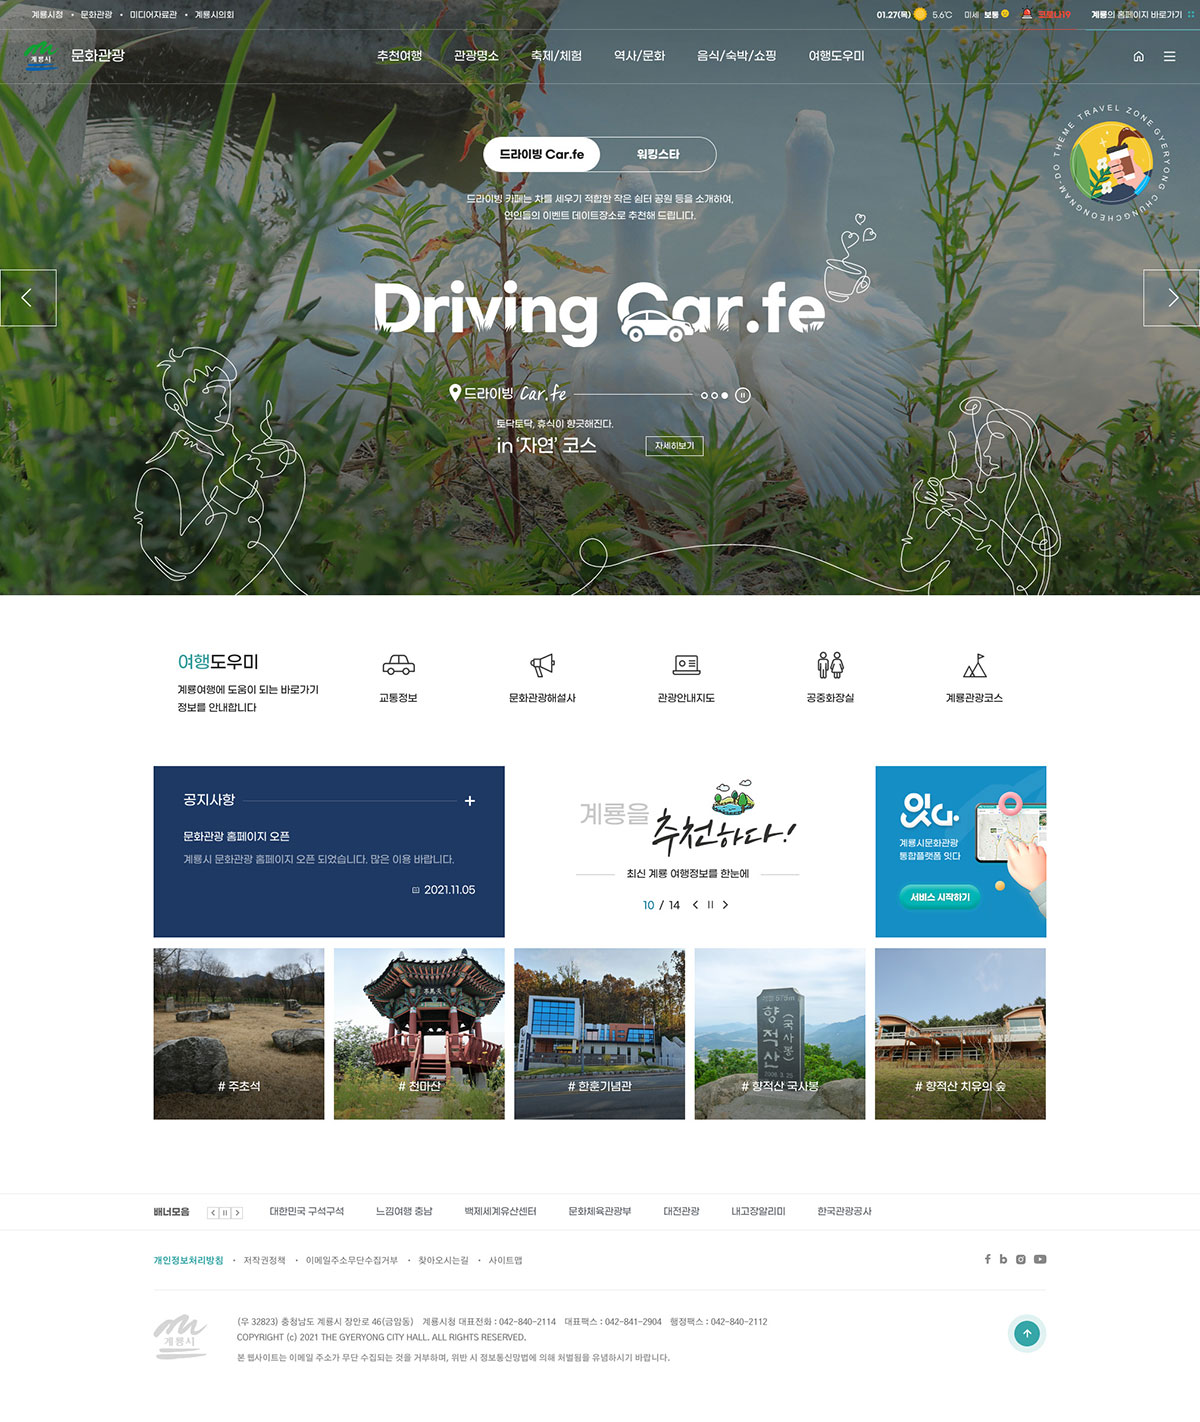 계룡시청 • 문화관광 • 미디어자료관 • 계룡시의회
01.27(목) 5.6℃ 미세 보통 코로나19 계룡의 홈페이지 바로가기
계룡시 문화관광 추천여행 관광명소 축제/체험 역사/문화 음식/숙박/쇼핑 여행도우미
DO THEME TRAVEL ZONE GYERYONG CHUNGCHEONGNAM-
드라이빙 Car.fe 워킹스타
드라이빙 카페는 차를 세우기 적합한 작은 쉼터 공원 등을 소개하여,
연인들의 이벤트 데이트장소로 추천해 드립니다.
Driving Car.fe
드라이빙 Car.fe
토닥토닥, 휴식이 향긋해진다.
in ‘자연’ 코스 자세히보기
여행도우미
계룡여행에 도움이 되는 바로가기
정보를 안내합니다
교통정보 문화관광해설사 관광안내지도 공중화장실 계룡관광코스
공지사항
문화관광 홈페이지 오픈
계룡시 문화관광 홈페이지 오픈 되었습니다. 많은 이용 바랍니다.
2021.11.05
계룡을 추천하다!
최신 계룡 여행정보를 한눈에
10 / 14
잇다.
계룡시문화관광
통합플랫폼 잇다
서비스 시작하기
# 주초석
# 천마산
# 한훈기념관
향적산
(국사봉)
# 향적산 국사봉
# 향적산 치유의 숲
배너모음 대한민국 구석구석 느낌여행 충남 백제세계유산센터 문화체육관광부 대전관광 내고장알리미 한국관광공사
개인정보처리방침 • 저작권정책 • 이메일주소무단수집거부 • 찾아오시는길 • 사이트맵
계룡시
(우 32823) 충청남도 계룡시 장안로 46(금암동) 계룡시청 대표전화 : 042-840-2114 대표팩스 : 042-841-2904 행정팩스 : 042-840-2112
COPYRIGHT (c) 2021 THE GYERYONG CITY HALL. ALL RIGHTS RESERVED.
본 웹사이트는 이메일 주소가 무단 수집되는 것을 거부하며, 위반 시 정보통신망법에 의해 처벌됨을 유념하시기 바랍니다.